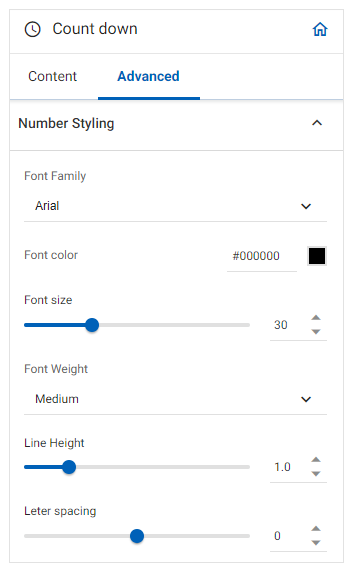 Count down
Content Advanced
Number Styling
Font Family
Arial
Font color #000000
Font size
30
Font Weight
Medium
Line Height
1.0
Leter spacing
0